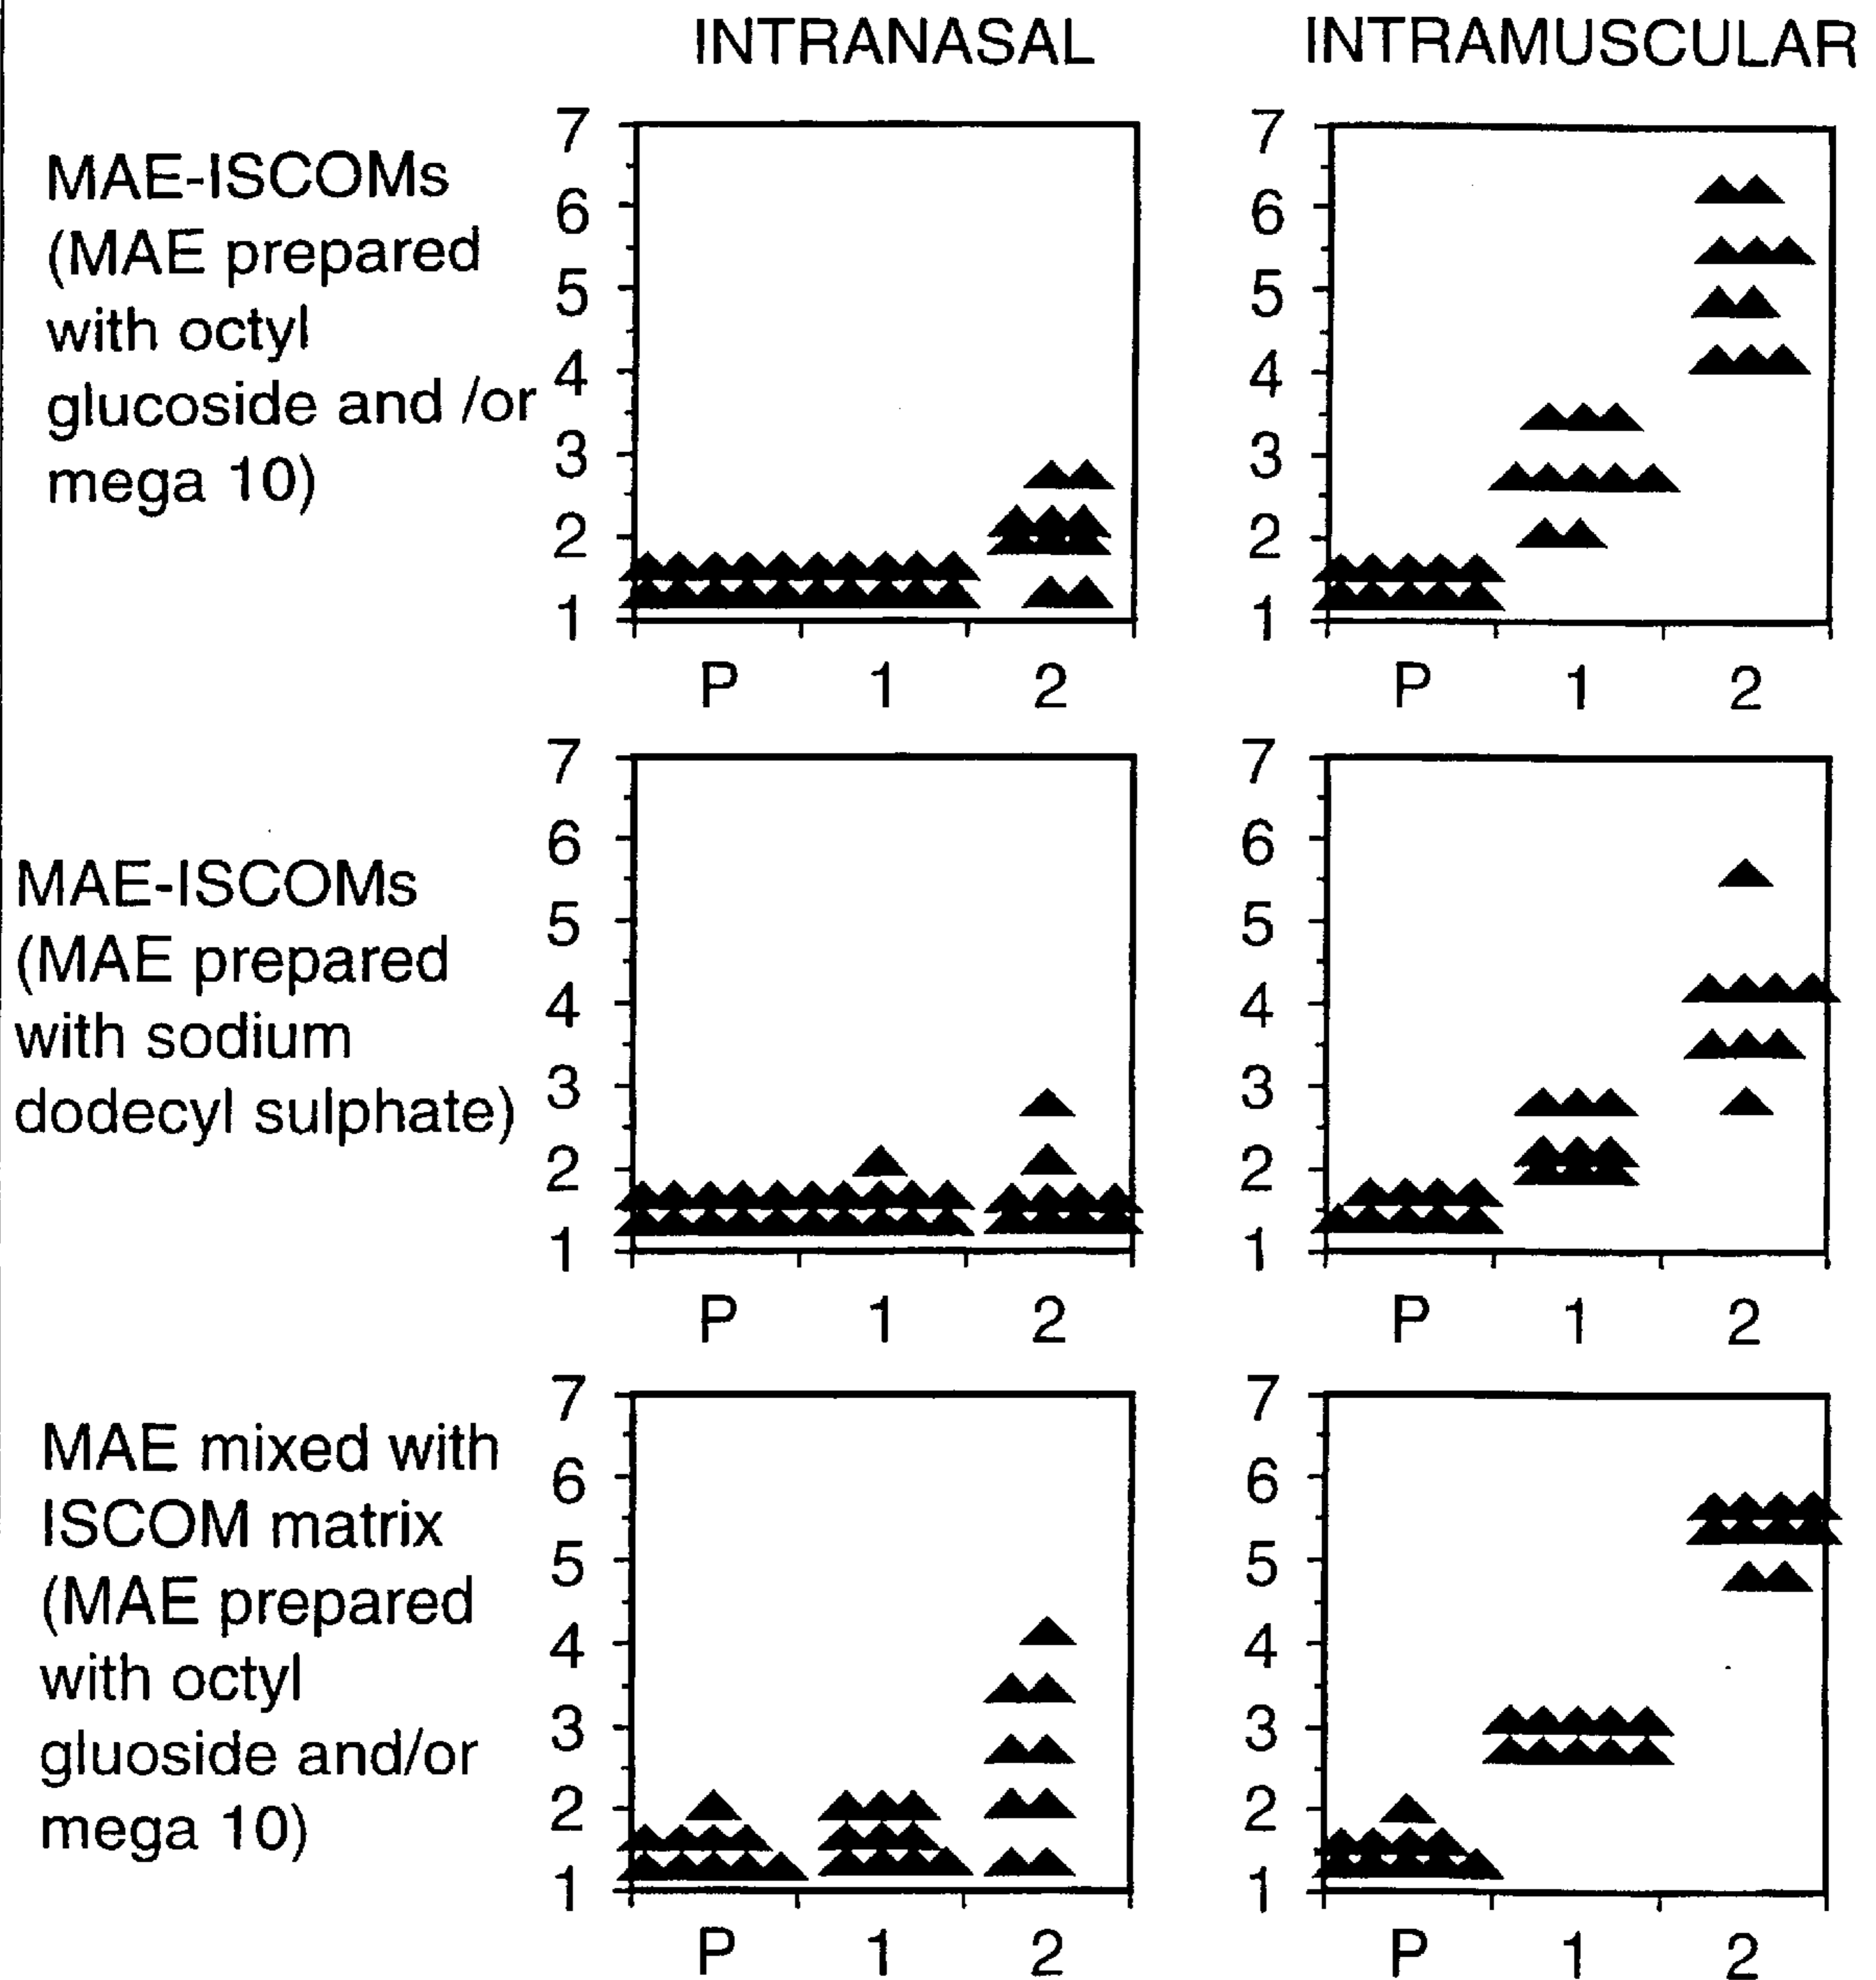 INTRANASAL INTRAMUSCULAR
MAE-ISCOMs
(MAE prepared
with octyl
glucoside and /or
mega 10)
7
6
5
4
3
2
1
P 1 2
7
6
5
4
3
2
1
P 1 2
MAE-ISCOMs
(MAE prepared
with sodium
dodecyl sulphate)
7
6
5
4
3
2
1
P 1 2
7
6
5
4
3
2
1
P 1 2
MAE mixed with
ISCOM matrix
(MAE prepared
with octyl
gluoside and/or
mega 10)
7
6
5
4
3
2
1
P 1 2
7
6
5
4
3
2
1
P 1 2